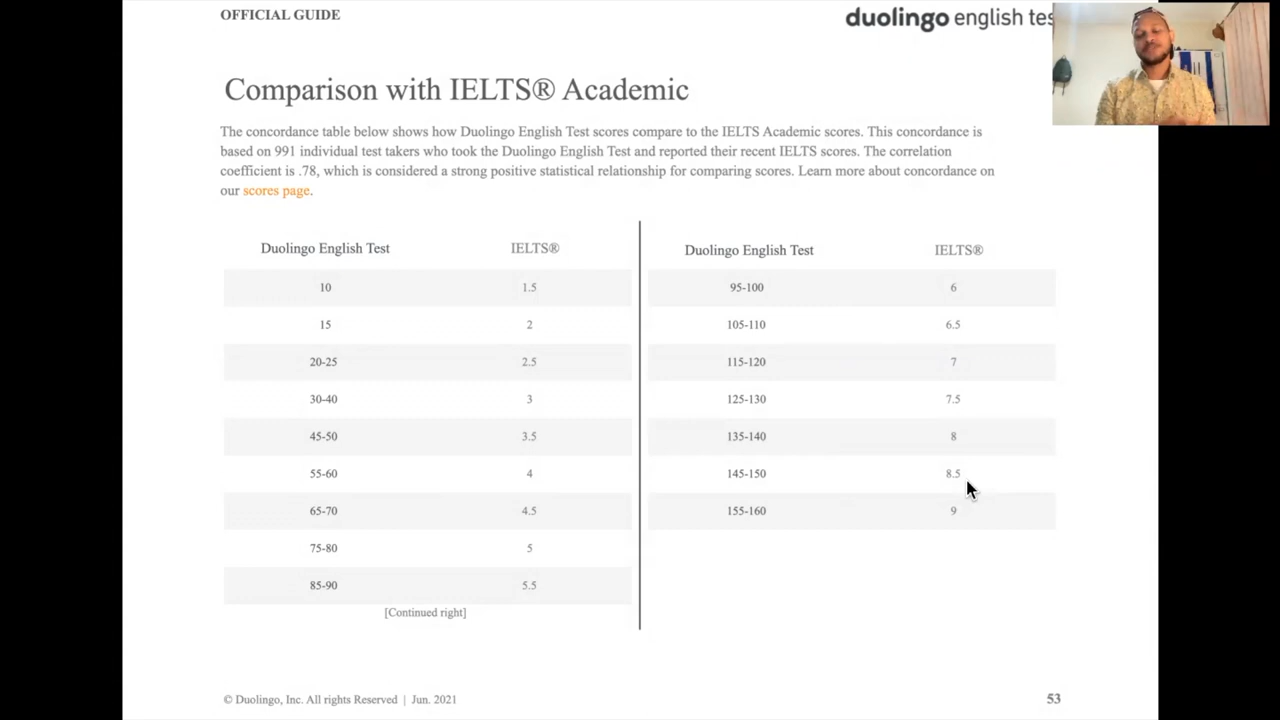 OFFICIAL GUIDE
duolingo english tes
Comparison with IELTS® Academic
The concordance table below shows how Duolingo English Test scores compare to the IELTS Academic scores. This concordance is
based on 991 individual test takers who took the Duolingo English Test and reported their recent IELTS scores. The correlation
coefficient is .78, which is considered a strong positive statistical relationship for comparing scores. Learn more about concordance on
our scores page.
Duolingo English Test IELTS®
10 1.5
15 2
20-25 2.5
30-40 3
45-50 3.5
55-60 4
65-70 4.5
75-80 5
85-90 5.5
[Continued right]
Duolingo English Test IELTS®
95-100 6
105-110 6.5
115-120 7
125-130 7.5
135-140 8
145-150 8.5
155-160 9
© Duolingo, Inc. All rights Reserved | Jun. 2021
53